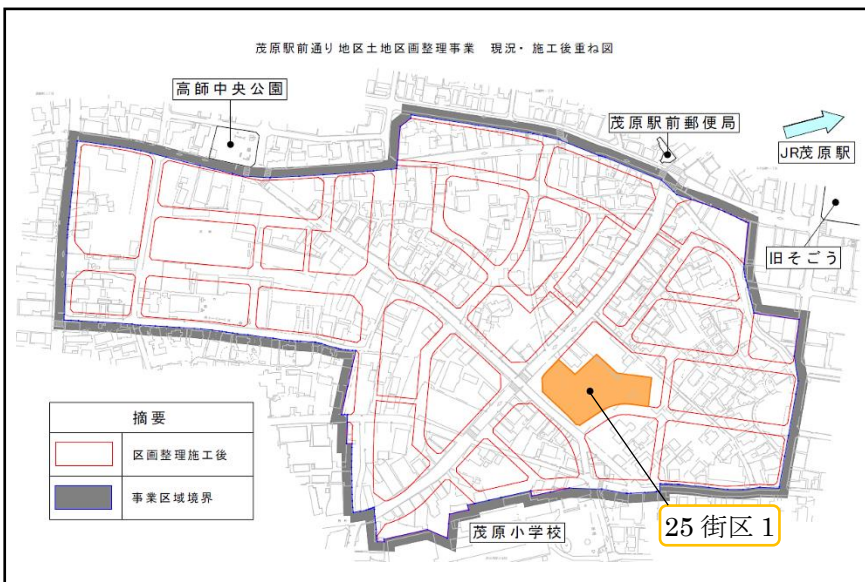 茂原駅前通り地区土地区画整理事業 現況・施工後重ね図
高師中央公園
茂原駅前郵便局
JR茂原駅
旧そごう
摘要
区画整理施工後
事業区域境界
茂原小学校
25 街区 1